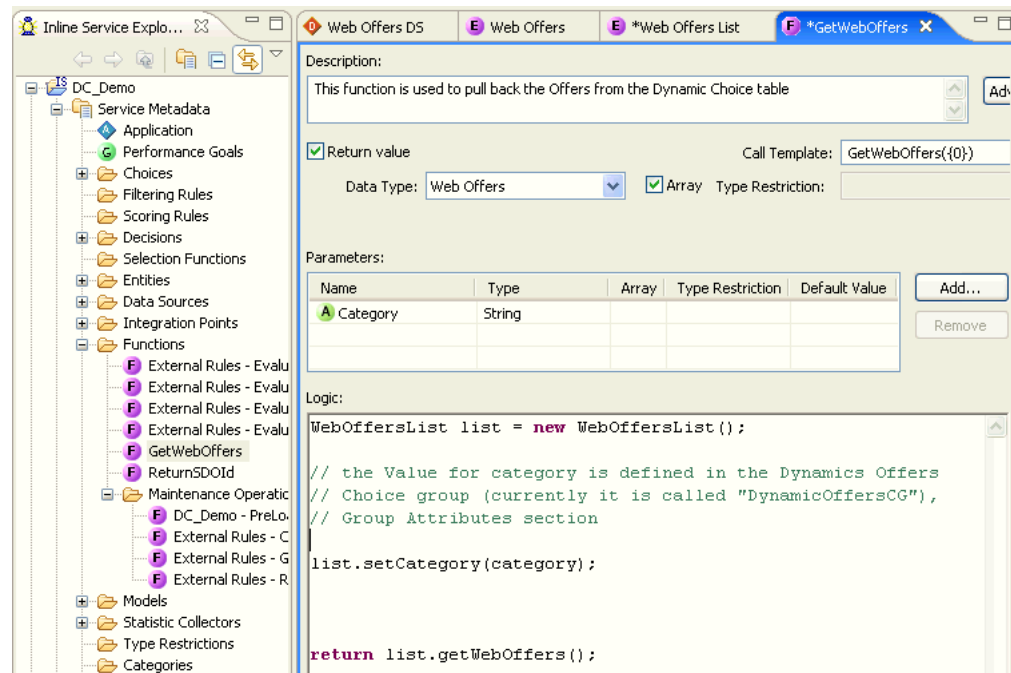 Inline Service Explo...
DC_Demo
Service Metadata
Application
Performance Goals
Choices
Filtering Rules
Scoring Rules
Decisions
Selection Functions
Entities
Data Sources
Integration Points
Functions
External Rules - Evalu
External Rules - Evalu
External Rules - Evalu
External Rules - Evalu
GetWebOffers
ReturnSDOId
Maintenance Operatic
DC_Demo - PreLo
External Rules - C
External Rules - G
External Rules - R
Models
Statistic Collectors
Type Restrictions
Categories
Web Offers DS
Web Offers
*Web Offers List
*GetWebOffers
Description:
This function is used to pull back the Offers from the Dynamic Choice table
Adv
Return value
Call Template: GetWebOffers({0})
Data Type: Web Offers Array Type Restriction:
Parameters:
Name Type Array Type Restriction Default Value
Category String
Add...
Remove
Logic:
WebOffersList list = new WebOffersList();
// the Value for category is defined in the Dynamics Offers
// Choice group (currently it is called "DynamicOffersCG"),
// Group Attributes section
list.setCategory(category);
return list.getWebOffers();